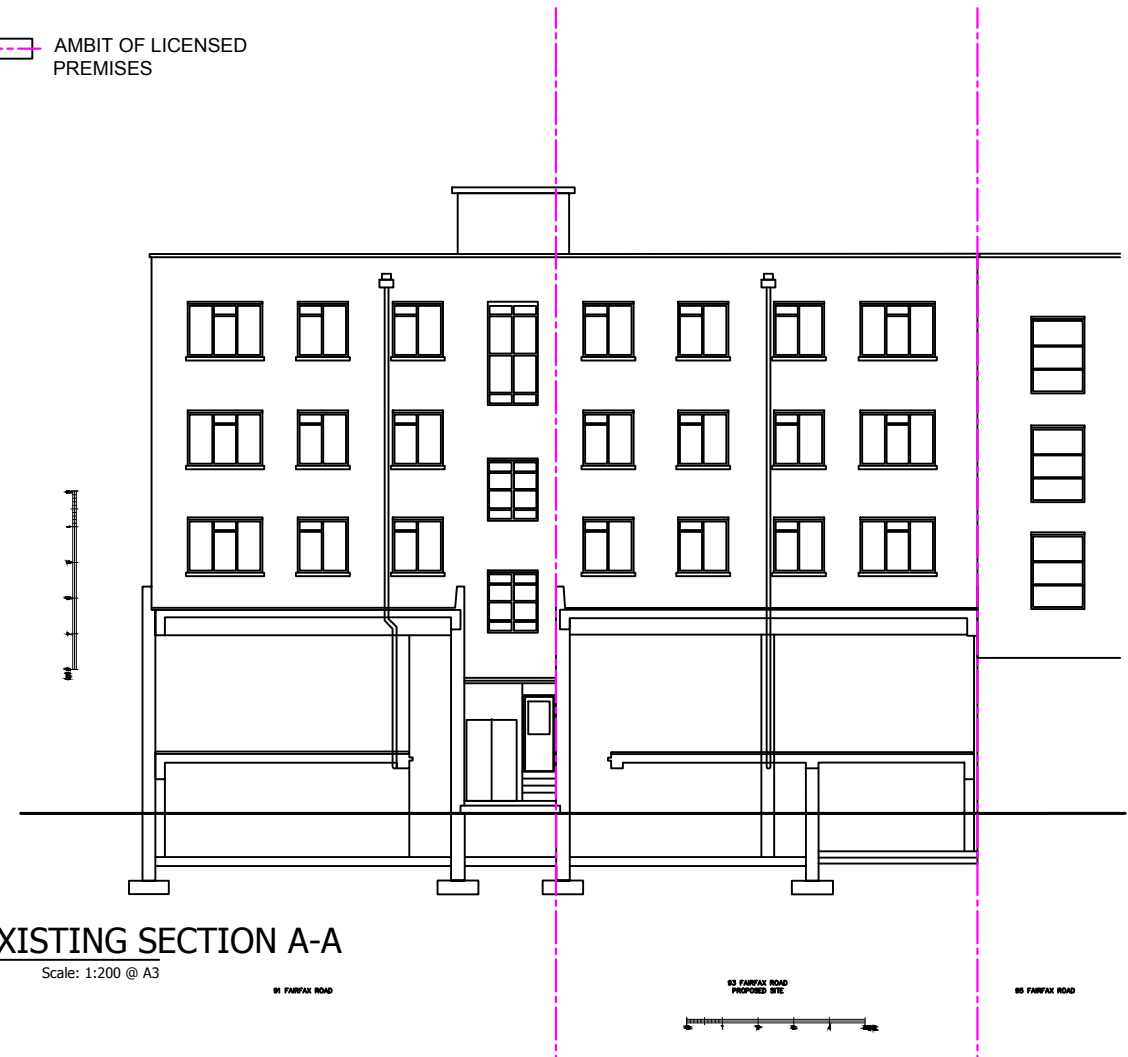 AMBIT OF LICENSED
PREMISES
XISTING SECTION A-A
Scale: 1:200 @ A3
91 FAIRFAX ROAD
93 FAIRFAX ROAD
PROPOSED SITE
95 FAIRFAX ROAD